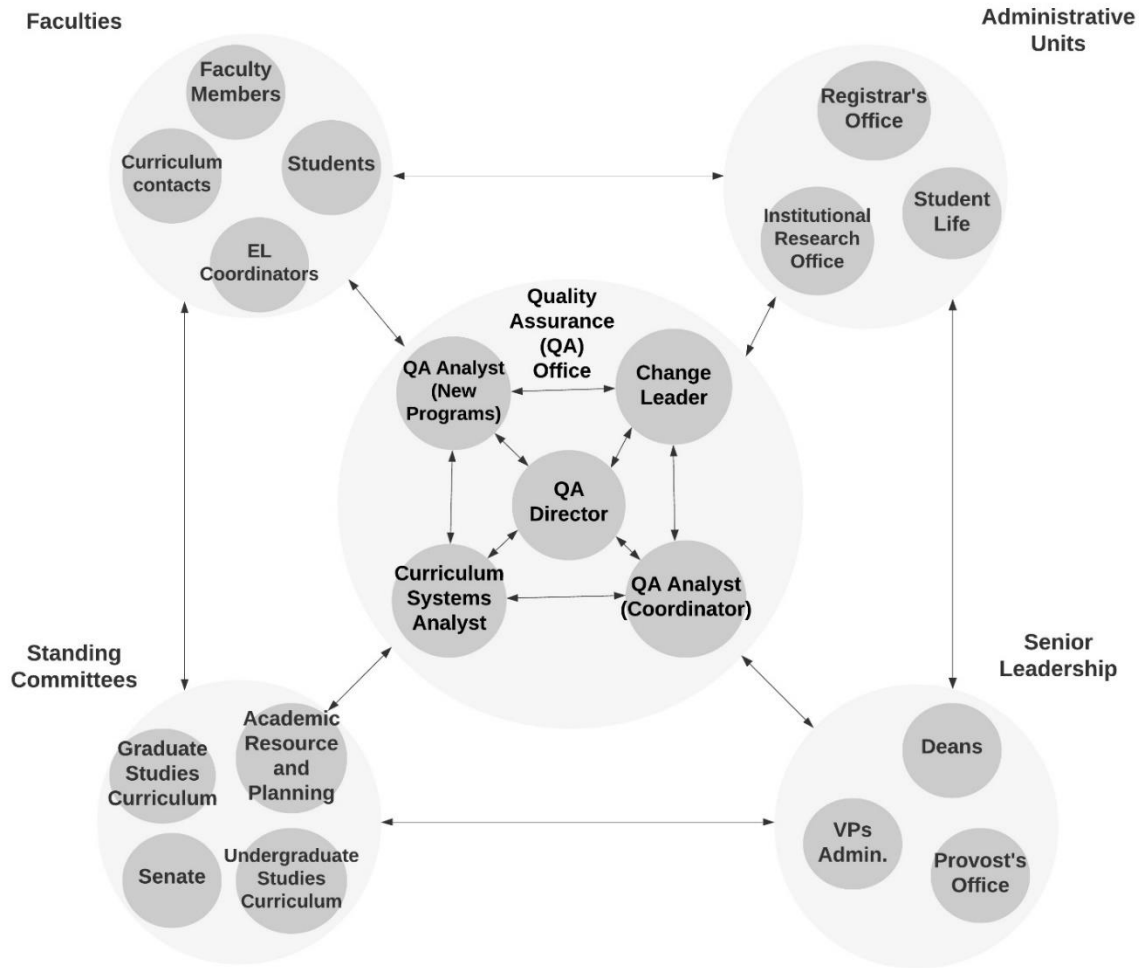 Faculties
Faculty
Members
Curriculum
contacts
Students
EL
Coordinators
Administrative
Units
Registrar's
Office
Institutional
Research
Office
Student
Life
Quality
Assurance
(QA)
Office
QA Analyst
(New
Programs)
Change
Leader
QA
Director
Curriculum
Systems
Analyst
QA Analyst
(Coordinator)
Standing
Committees
Graduate
Studies
Curriculum
Academic
Resource
and
Planning
Senate
Undergraduate
Studies
Curriculum
Senior
Leadership
Deans
VPs
Admin.
Provost's
Office